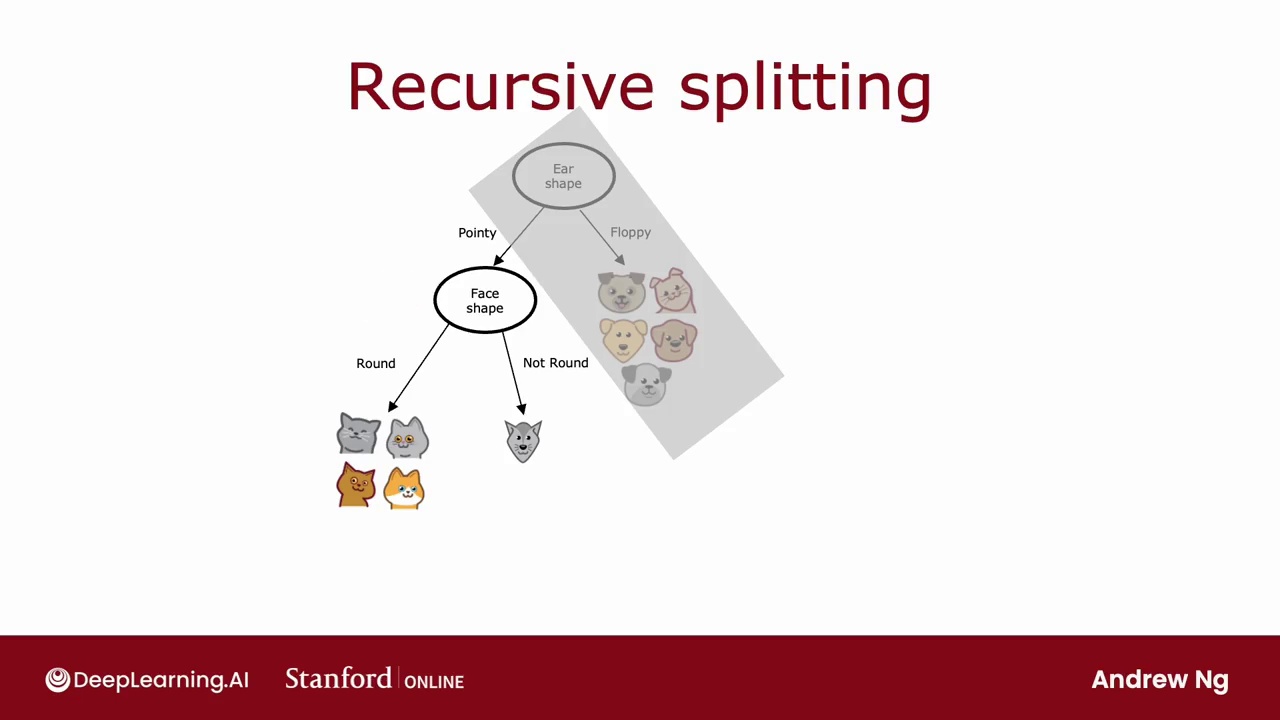 Recursive splitting
Ear
shape
Pointy
Floppy
Face
shape
Round
Not Round
DeepLearning.AI
Stanford ONLINE
Andrew Ng